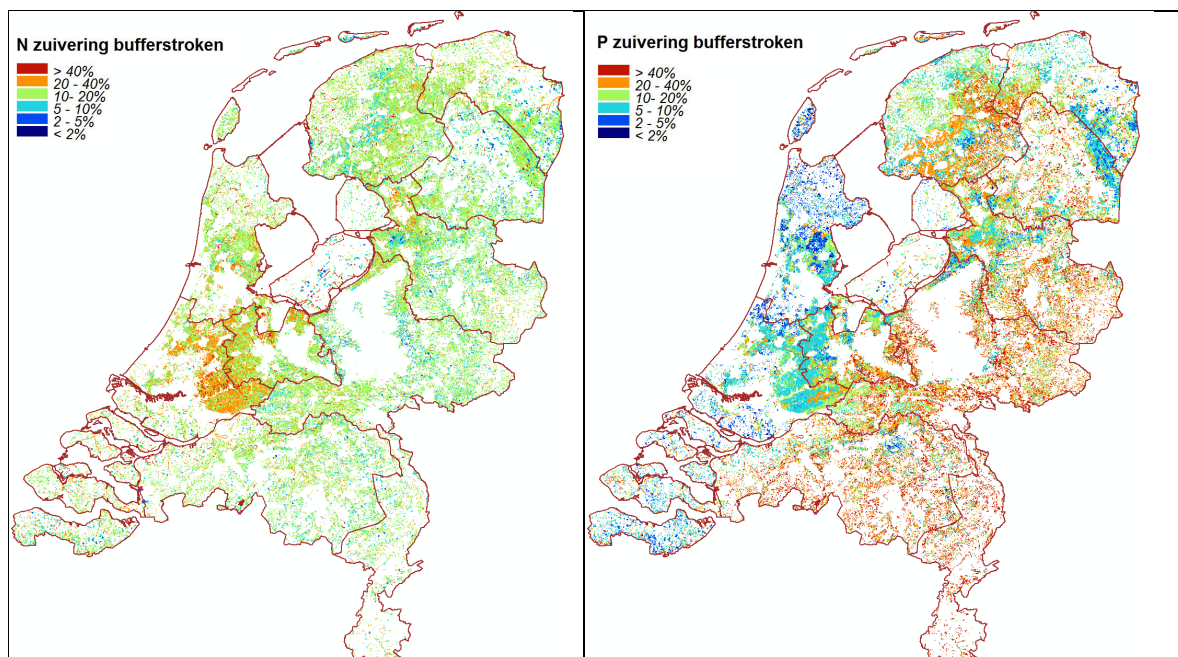 N zuivering bufferstroken
> 40%
20 - 40%
10- 20%
5 - 10%
2 - 5%
< 2%
P zuivering bufferstroken
> 40%
20 - 40%
10- 20%
5 - 10%
2 - 5%
< 2%